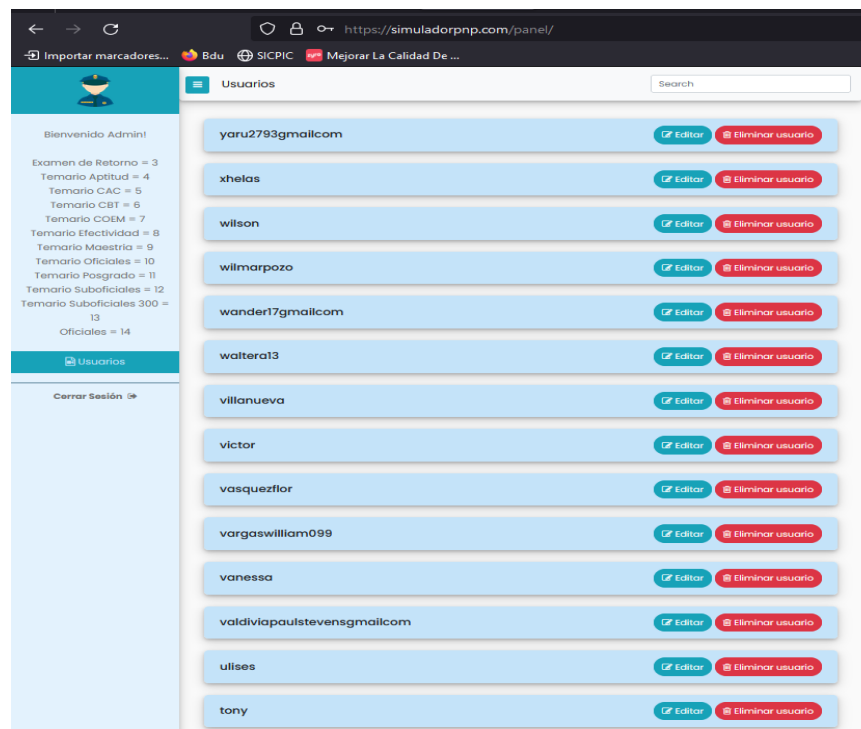 https://simuladorpnp.com/panel/
Importar marcadores... Bdu SICPIC Mejorar La Calidad De ...
Usuarios Search
Bienvenido Admin!
Examen de Retorno = 3
Temario Aptitud = 4
Temario CAC = 5
Temario CBT = 6
Temario COEM = 7
Temario Efectividad = 8
Temario Maestria = 9
Temario Oficiales = 10
Temario Posgrado = 11
Temario Suboficiales = 12
Temario Suboficiales 300 =
13
Oficiales = 14
Usuarios
Cerrar Sesión
yaru2793gmailcom Editar Eliminar usuario
xhelas Editar Eliminar usuario
wilson Editar Eliminar usuario
wilmarpozo Editar Eliminar usuario
wander17gmailcom Editar Eliminar usuario
waltera13 Editar Eliminar usuario
villanueva Editar Eliminar usuario
victor Editar Eliminar usuario
vasquezflor Editar Eliminar usuario
vargaswilliam099 Editar Eliminar usuario
vanessa Editar Eliminar usuario
valdiviapaulstevensgmailcom Editar Eliminar usuario
ulises Editar Eliminar usuario
tony Editar Eliminar usuario